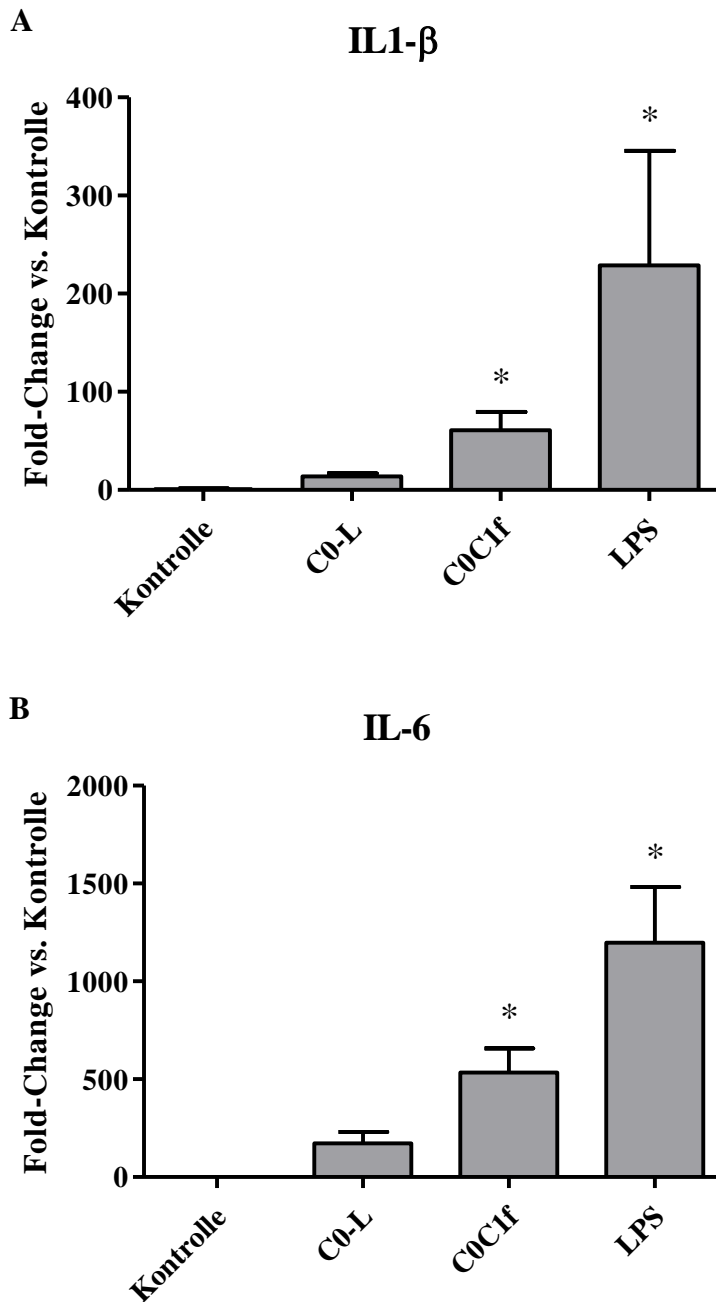 A
IL1-β
Fold-Change vs. Kontrolle
400
300
200
100
0
*
*
Kontrolle
C0-L
C0C1f
LPS
B
IL-6
Fold-Change vs. Kontrolle
2000
1500
1000
500
0
*
*
Kontrolle
C0-L
C0C1f
LPS